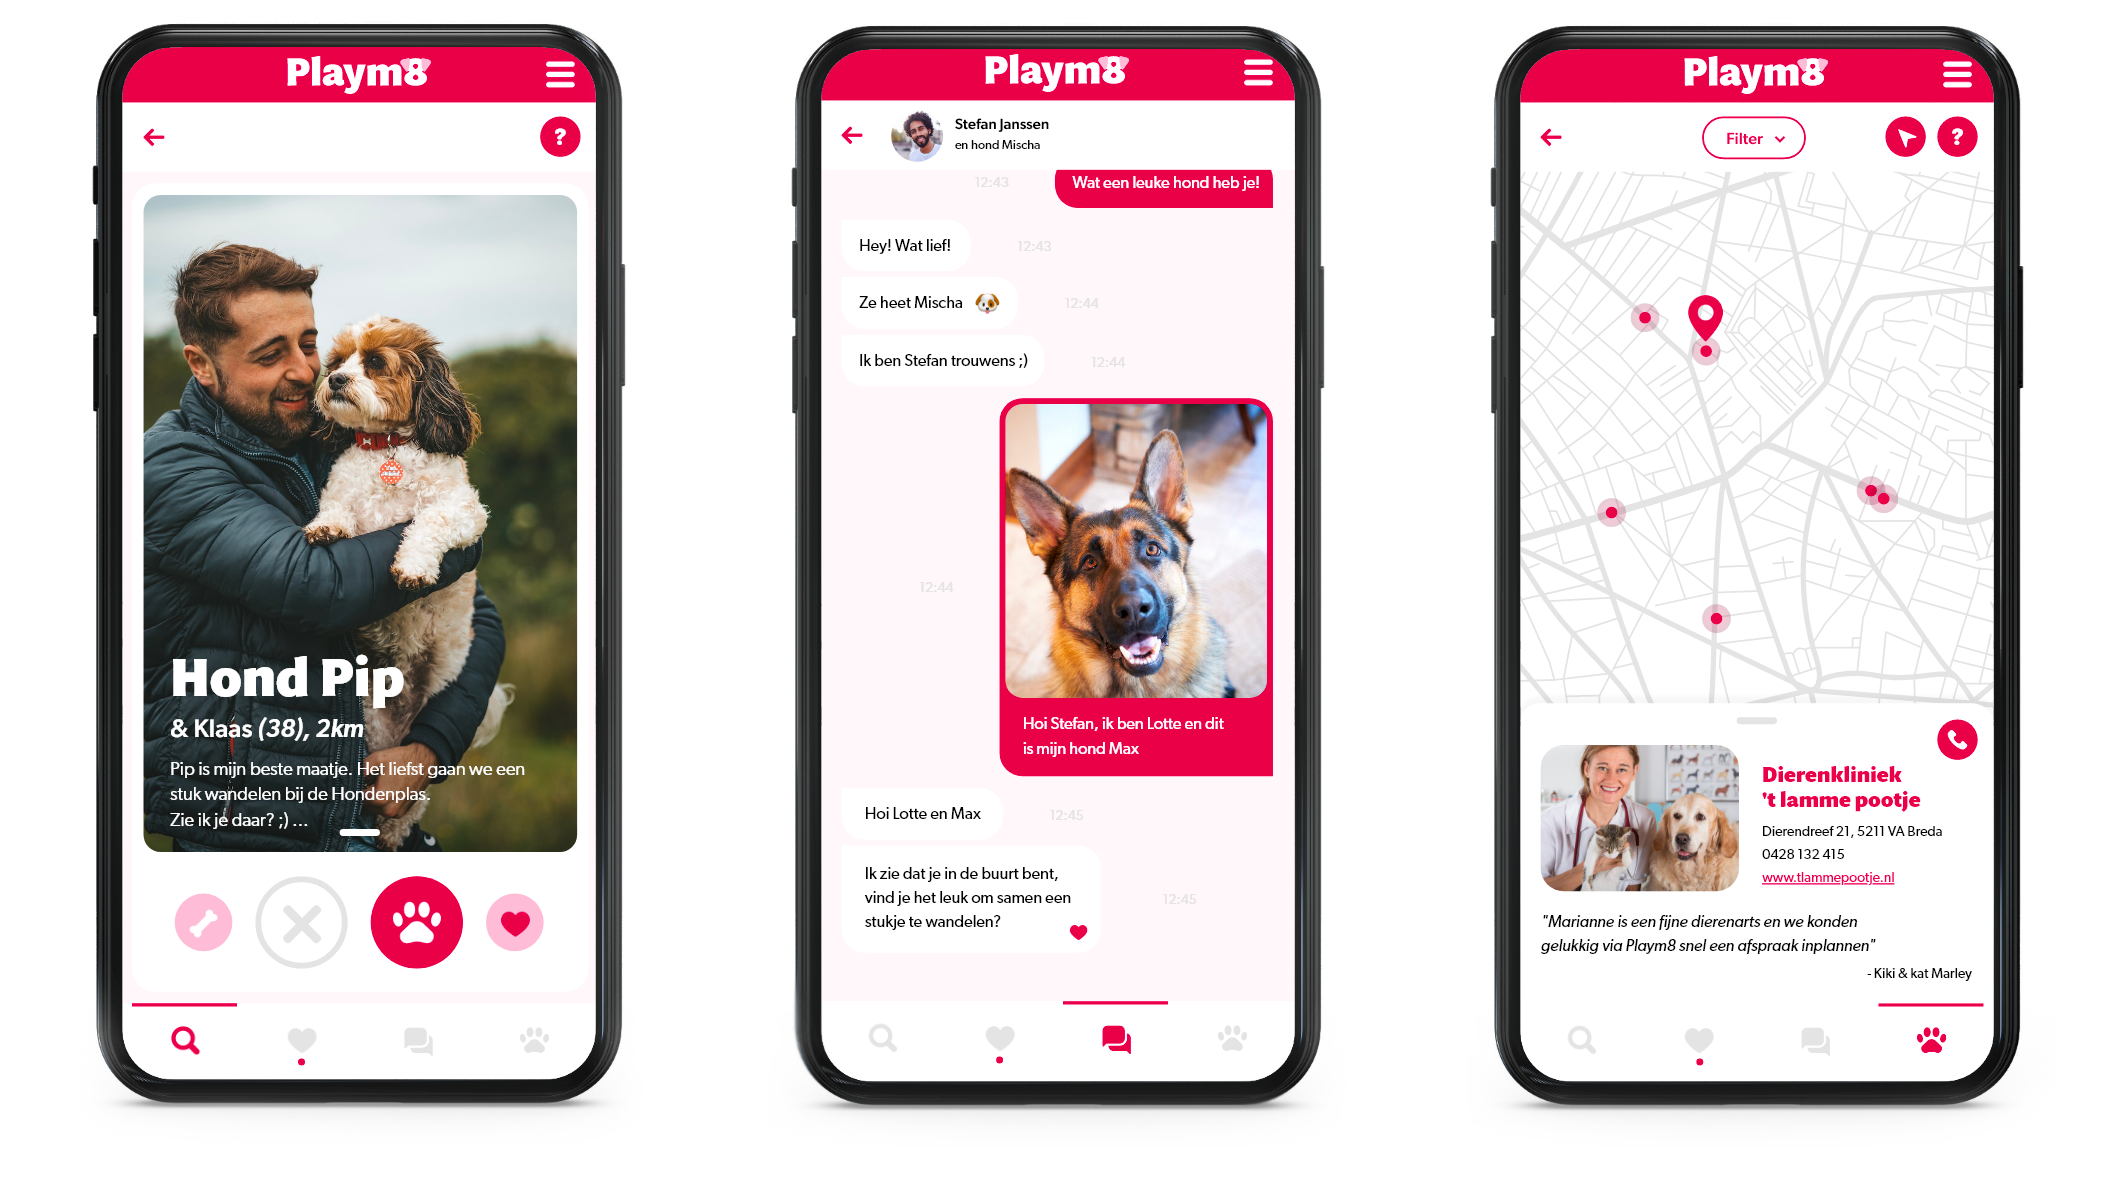 Playm8
?
Hond Pip
& Klaas (38), 2km
Pip is mijn beste maatje. Het liefst gaan we een
stuk wandelen bij de Hondenplas.
Zie ik je daar? ;) ...
Playm8
Stefan Janssen
en hond Mischa
12:43
Wat een leuke hond heb je!
Hey! Wat lief!
12:43
Ze heet Mischa
12:44
Ik ben Stefan trouwens ;)
12:44
12:44
Hoi Stefan, ik ben Lotte en dit
is mijn hond Max
Hoi Lotte en Max
12:45
Ik zie dat je in de buurt bent,
vind je het leuk om samen een
stukje te wandelen?
12:45
Playm8
Filter
?
Dierenkliniek
't lamme pootje
Dierendreef 21, 5211 VA Breda
0428 132 415
www.tlammepootje.nl
"Marianne is een fijne dierenarts en we konden
gelukkig via Playm8 snel een afspraak inplannen"
- Kiki & kat Marley